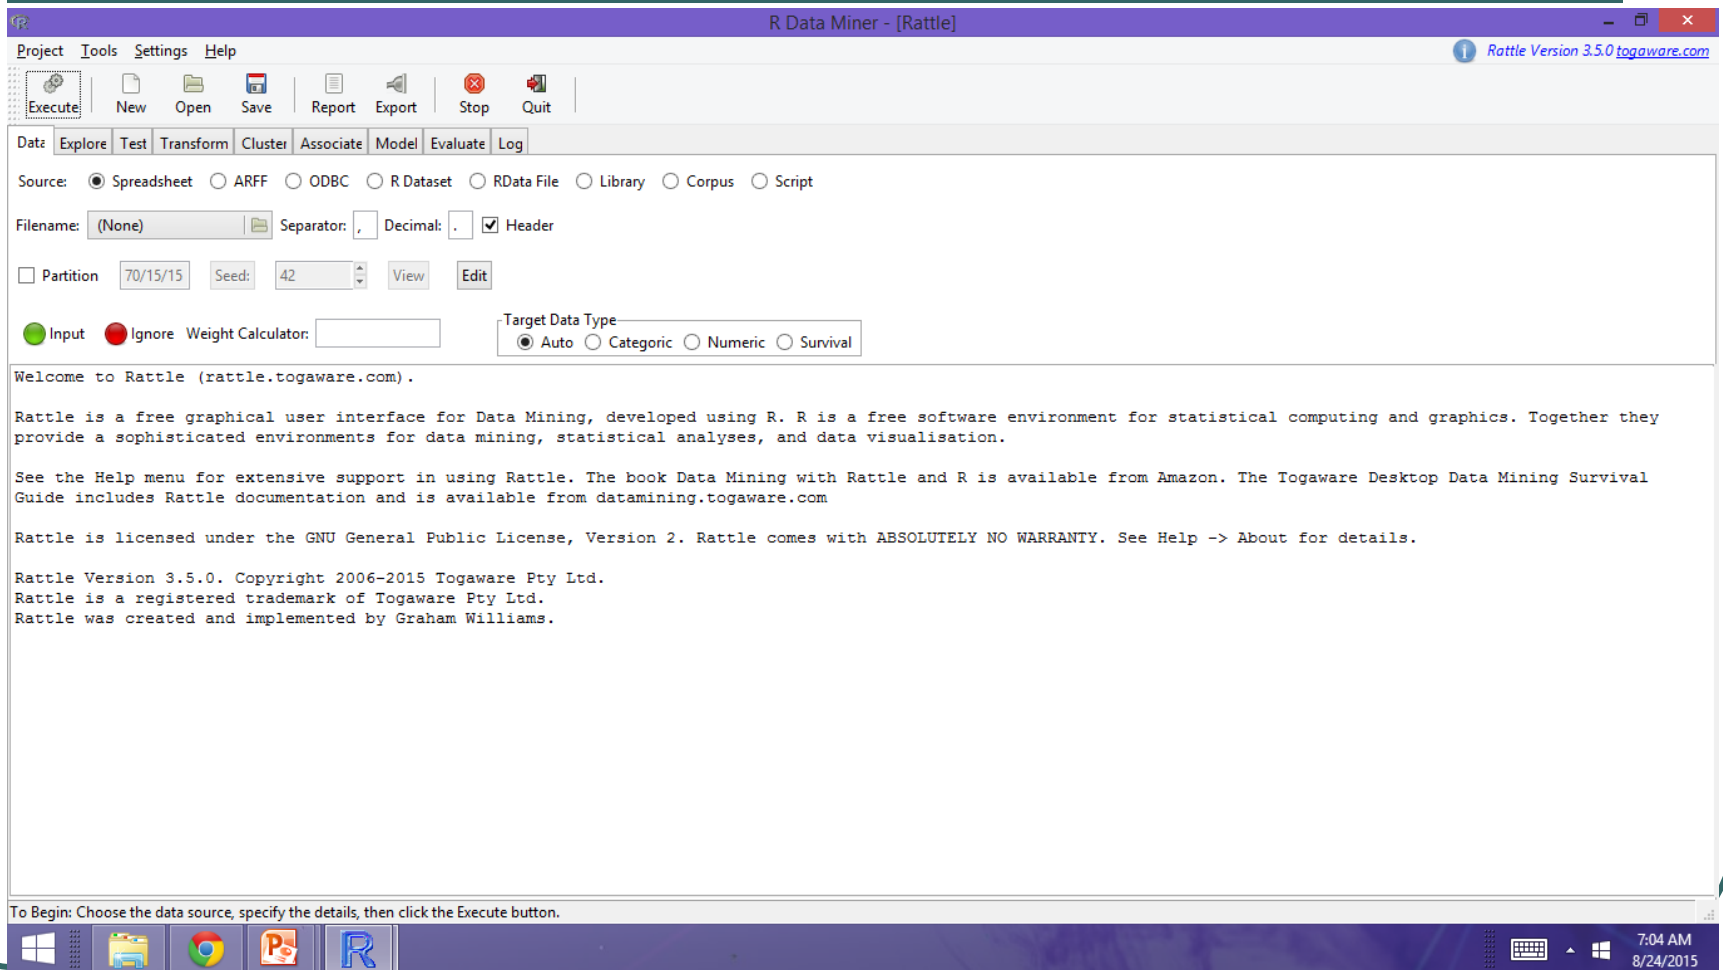 R Data Miner - [Rattle]
Project Tools Settings Help
Rattle Version 3.5.0 togaware.com
Execute New Open Save Report Export Stop Quit
Data Explore Test Transform Cluster Associate Model Evaluate Log
Source: Spreadsheet ARFF ODBC R Dataset RData File Library Corpus Script
Filename: (None) Separator: , Decimal: . Header
Partition 70/15/15 Seed: 42 View Edit
Target Data Type
Input Ignore Weight Calculator: Auto Categoric Numeric Survival
Welcome to Rattle (rattle.togaware.com).
Rattle is a free graphical user interface for Data Mining, developed using R. R is a free software environment for statistical computing and graphics. Together they
provide a sophisticated environments for data mining, statistical analyses, and data visualisation.
See the Help menu for extensive support in using Rattle. The book Data Mining with Rattle and R is available from Amazon. The Togaware Desktop Data Mining Survival
Guide includes Rattle documentation and is available from datamining.togaware.com
Rattle is licensed under the GNU General Public License, Version 2. Rattle comes with ABSOLUTELY NO WARRANTY. See Help -> About for details.
Rattle Version 3.5.0. Copyright 2006-2015 Togaware Pty Ltd.
Rattle is a registered trademark of Togaware Pty Ltd.
Rattle was created and implemented by Graham Williams.
To Begin: Choose the data source, specify the details, then click the Execute button.
7:04 AM
8/24/2015